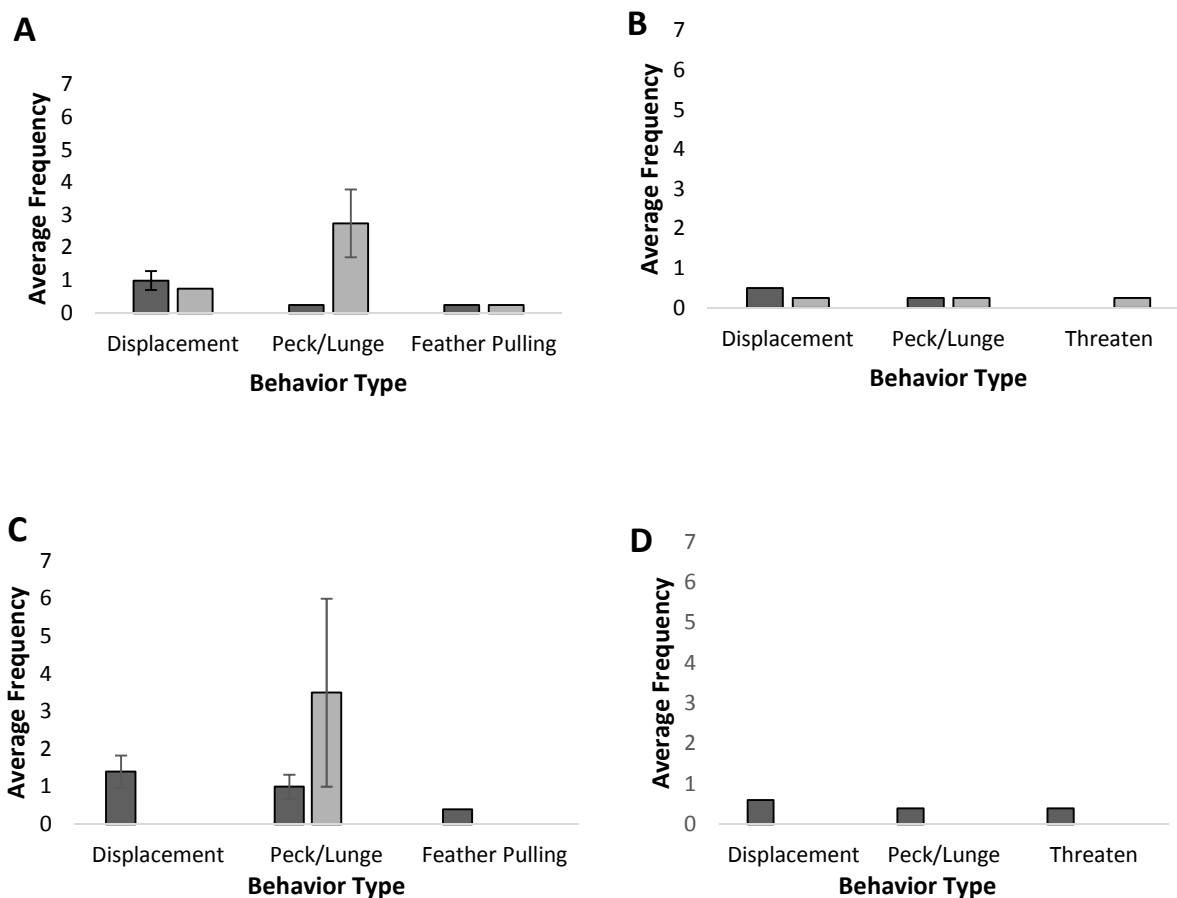 A
Average Frequency
7
6
5
4
3
2
1
0
Displacement Peck/Lunge Feather Pulling
Behavior Type
B
Average Frequency
7
6
5
4
3
2
1
0
Displacement Peck/Lunge Threaten
Behavior Type
C
Average Frequency
7
6
5
4
3
2
1
0
Displacement Peck/Lunge Feather Pulling
Behavior Type
D
Average Frequency
7
6
5
4
3
2
1
0
Displacement Peck/Lunge Threaten
Behavior Type